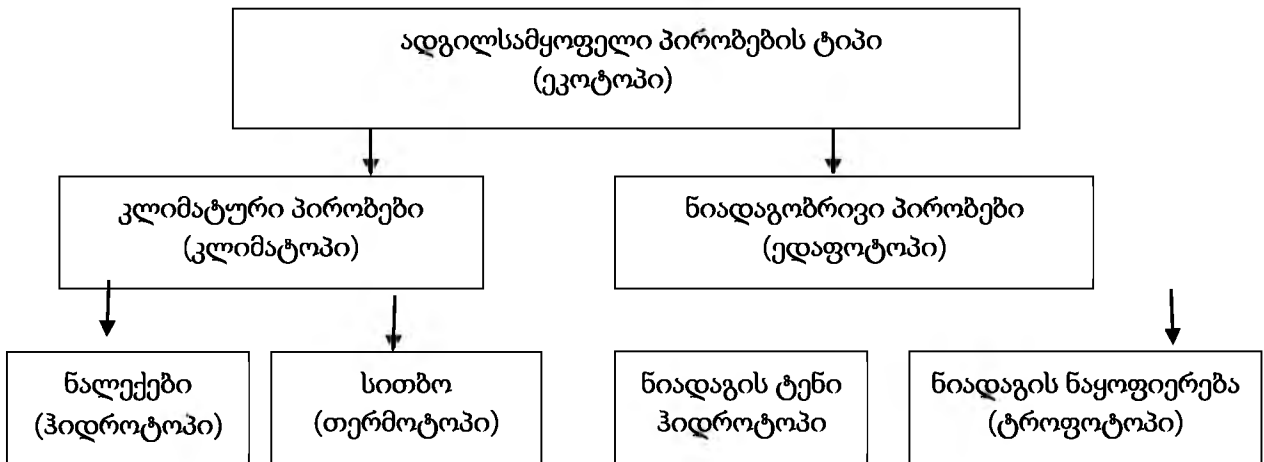 ადგილსამყოფელი პირობების ტიპი
(ეკოტოპი)
კლიმატური პირობები
(კლიმატოპი)
ნიადაგობრივი პირობები
(ედაფოტოპი)
ნალექები
(ჰიდროტოპი)
სითბო
(თერმოტოპი)
ნიადაგის ტენი
ჰიდროტოპი
ნიადაგის ნაყოფიერება
(ტროფოტოპი)